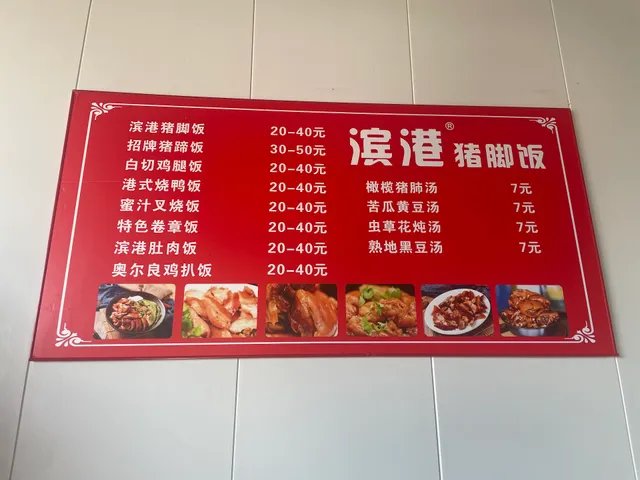 滨港® 猪脚饭
滨港猪脚饭 20-40元
招牌猪蹄饭 30-50元
白切鸡腿饭 20-40元
港式烧鸭饭 20-40元
蜜汁叉烧饭 20-40元
特色卷章饭 20-40元
滨港肚肉饭 20-40元
奥尔良鸡扒饭 20-40元
橄榄猪肺汤 7元
苦瓜黄豆汤 7元
虫草花炖汤 7元
熟地黑豆汤 7元